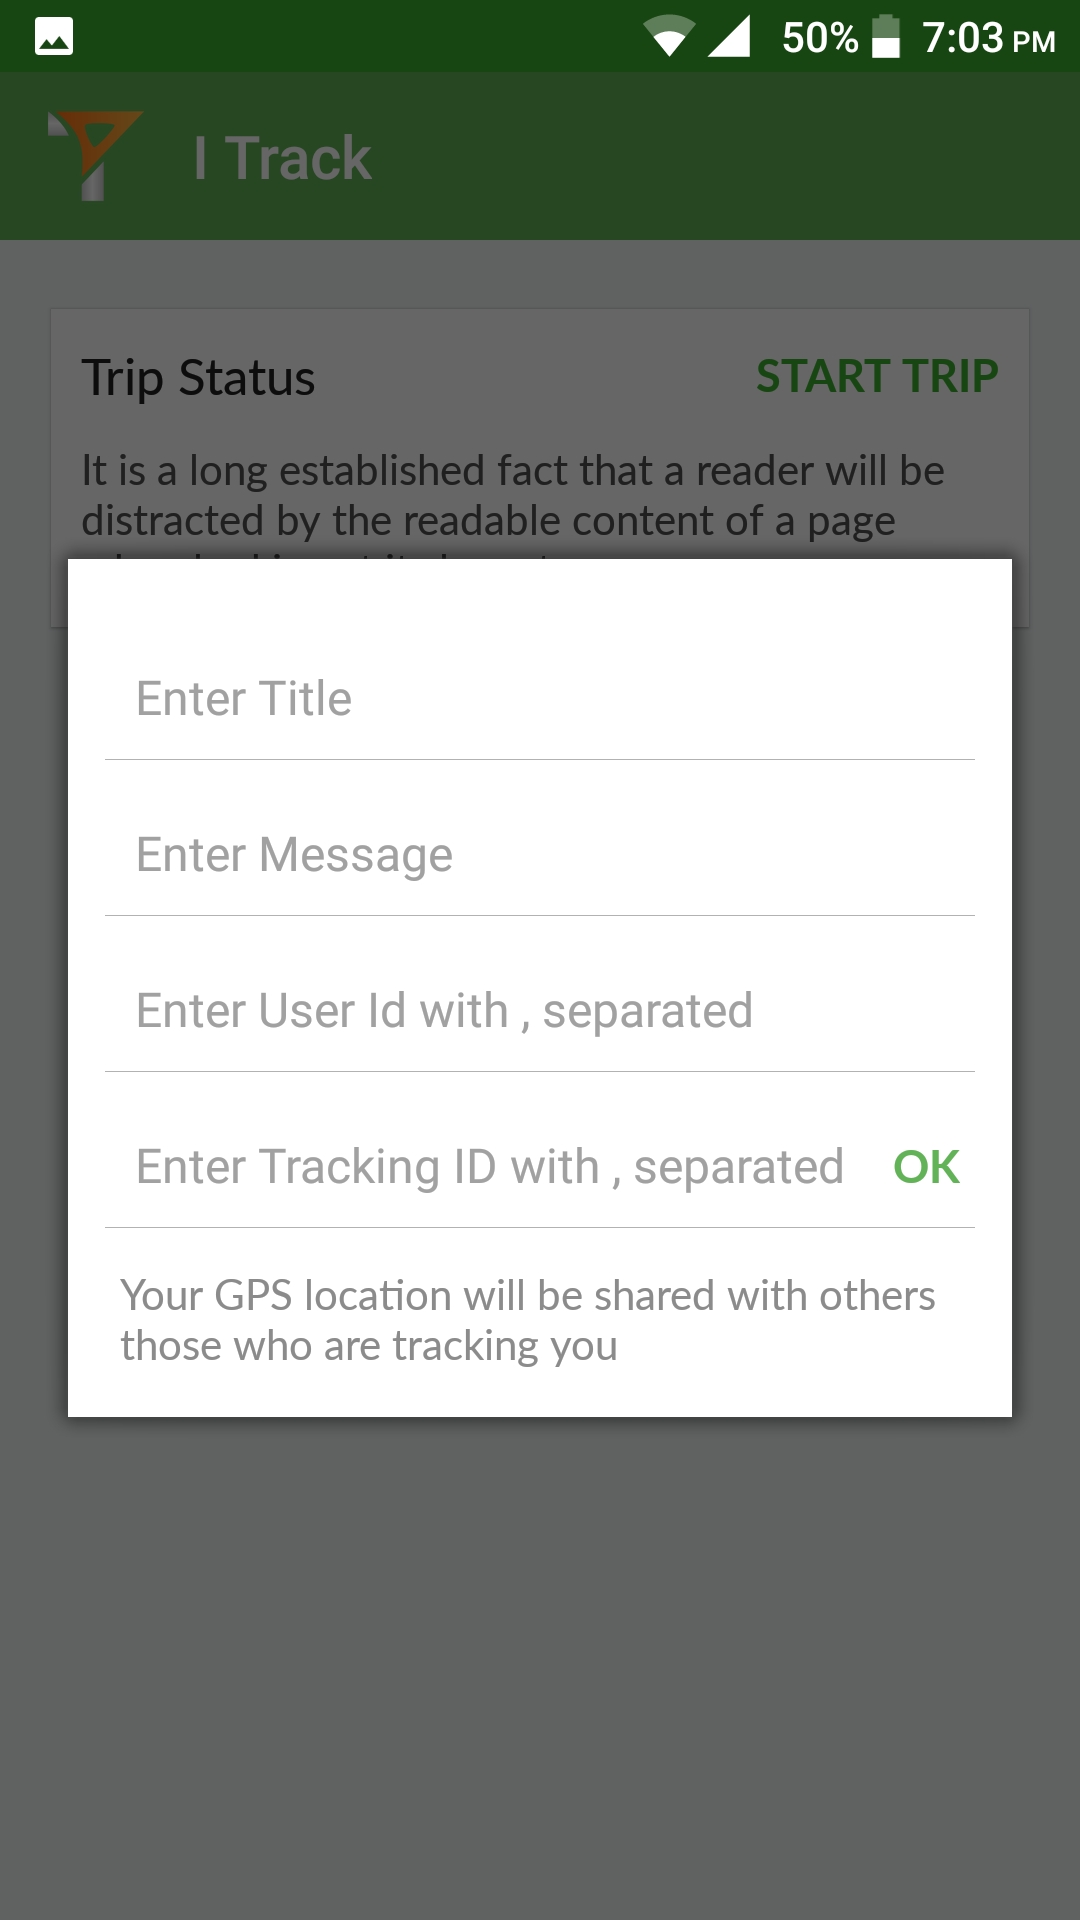 50% 7:03 PM
I Track
Trip Status START TRIP
It is a long established fact that a reader will be
distracted by the readable content of a page
Enter Title
Enter Message
Enter User Id with , separated
Enter Tracking ID with , separated OK
Your GPS location will be shared with others
those who are tracking you